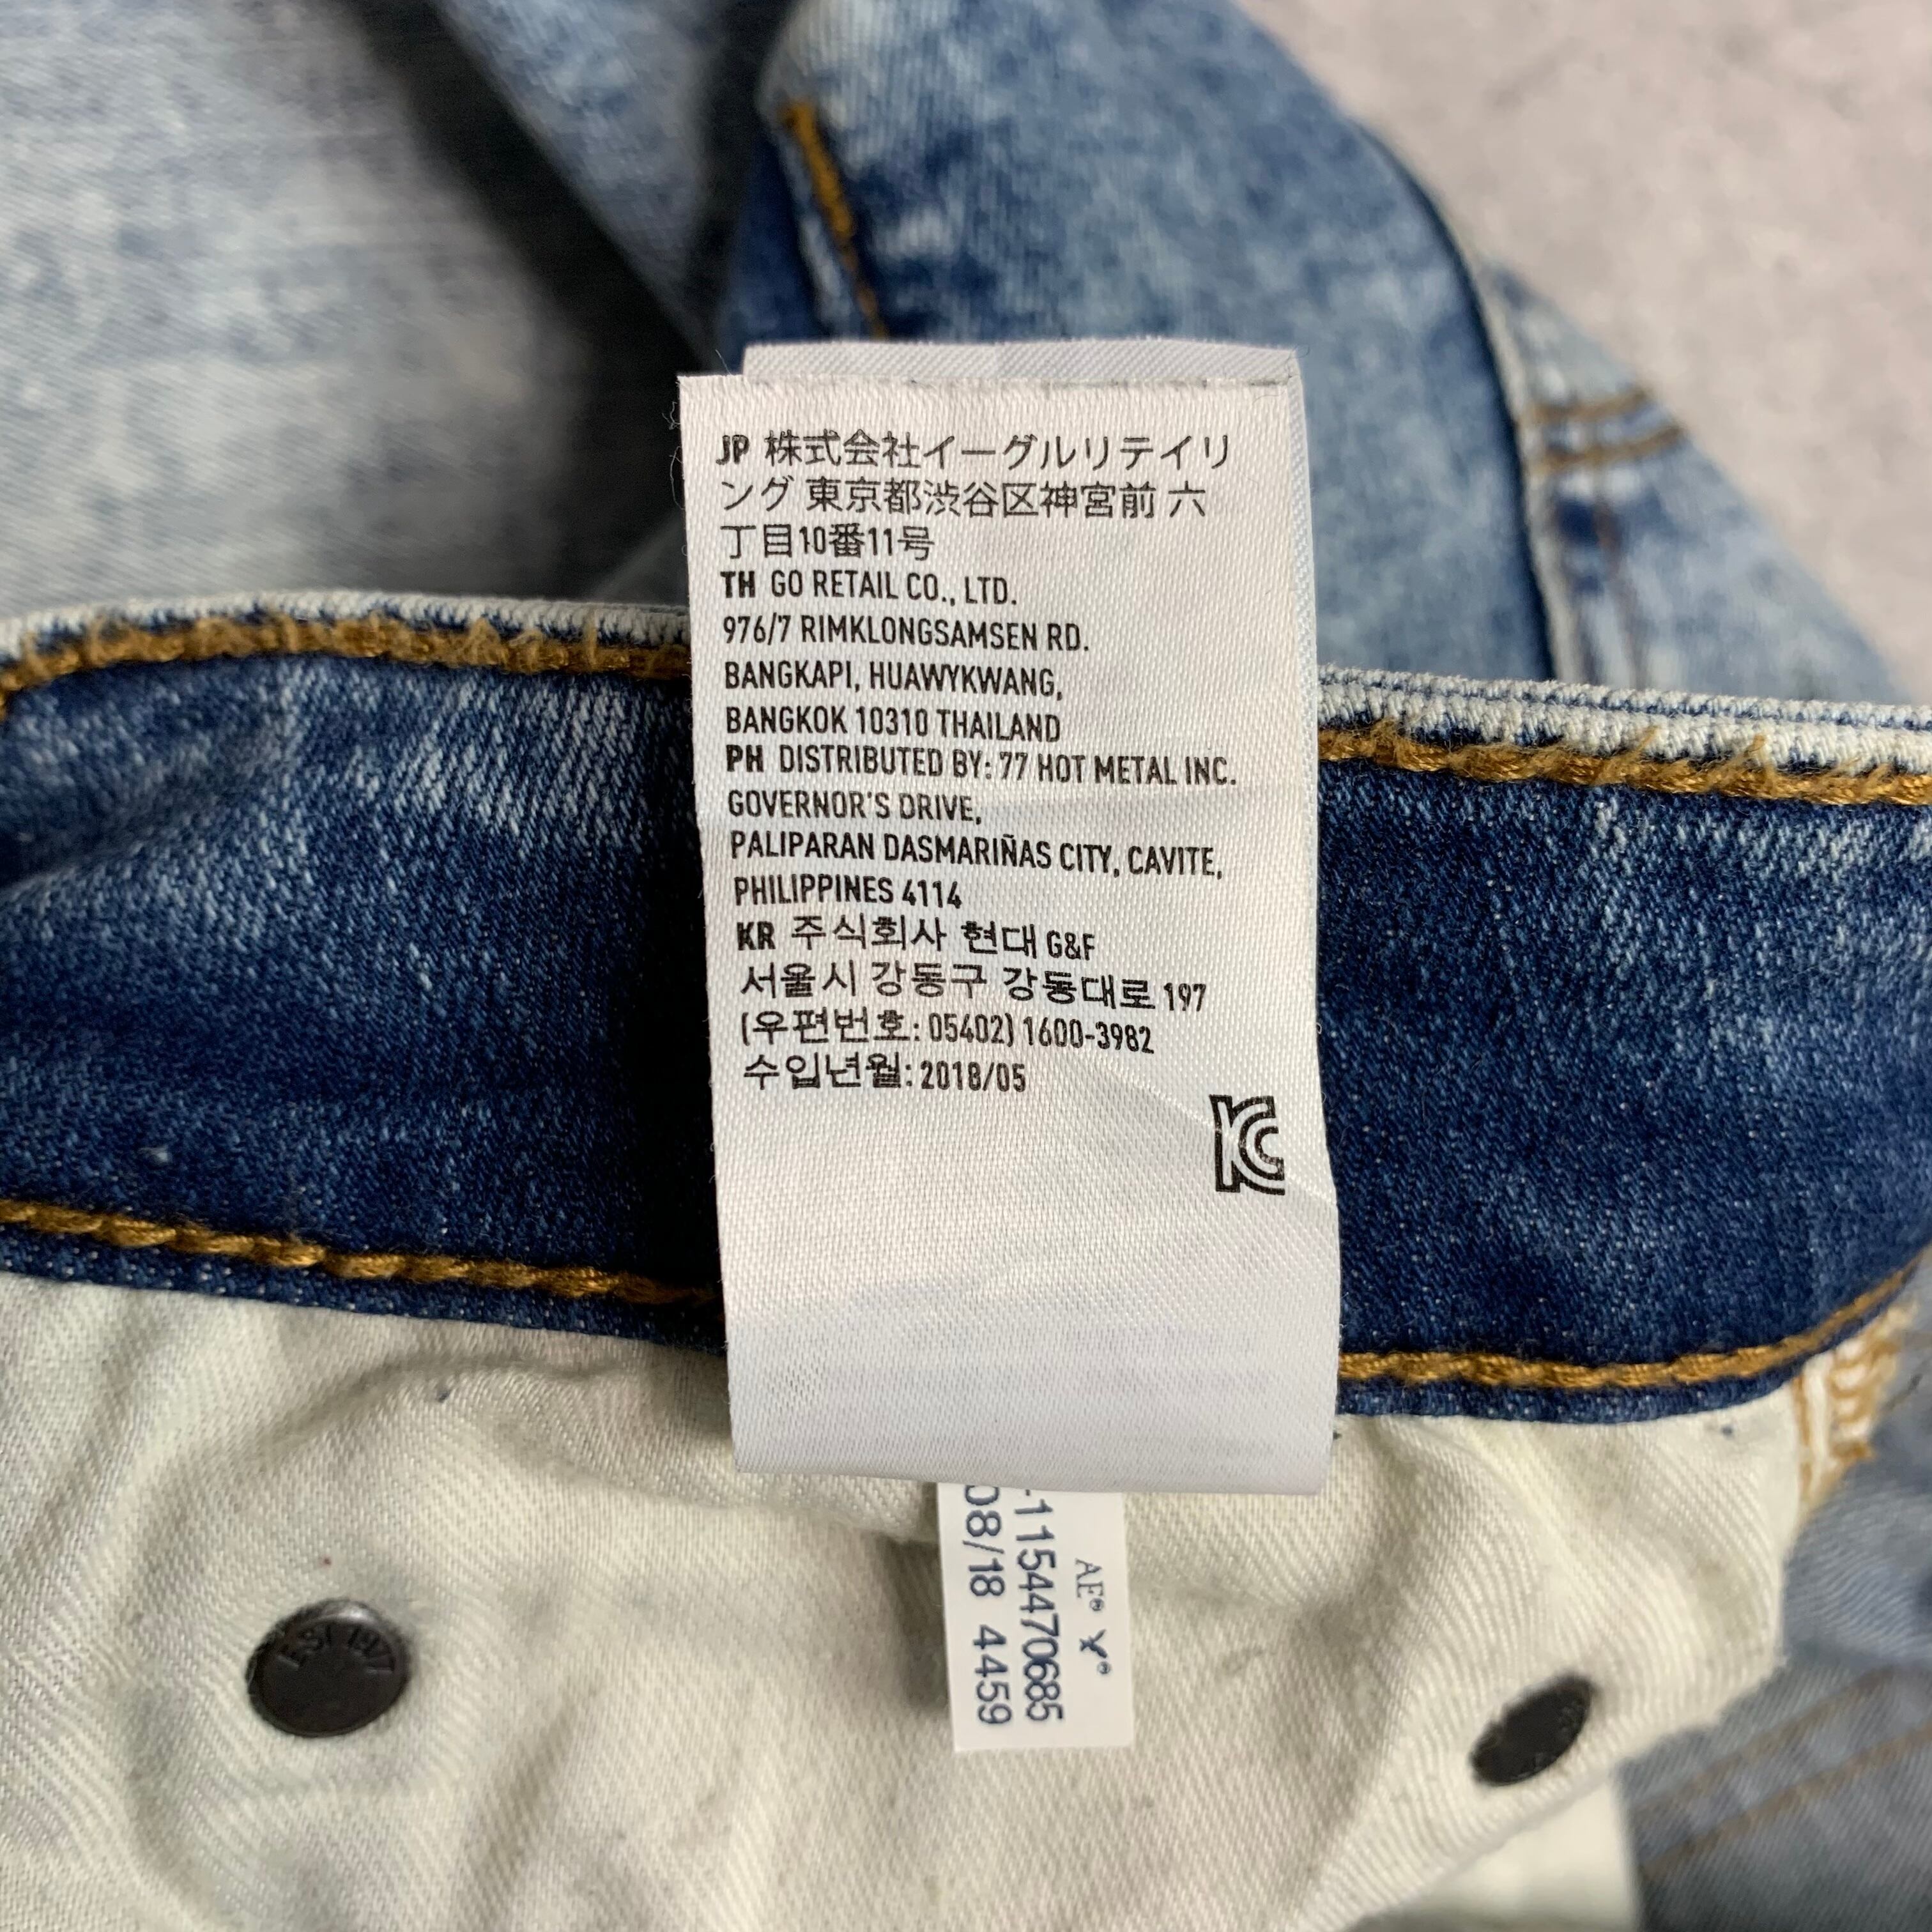 JP 株式会社イーグルリテイリ
ング 東京都渋谷区神宮前 六
丁目10番11号
TH GO RETAIL CO., LTD.
976/7 RIMKLONGSAMSEN RD.
BANGKAPI, HUAWYKWANG,
BANGKOK 10310 THAILAND
PH DISTRIBUTED BY: 77 HOT METAL INC.
GOVERNOR'S DRIVE,
PALIPARAN DASMARIÑAS CITY, CAVITE,
PHILIPPINES 4114
KR 주식회사 현대 G&F
서울시 강동구 강동대로 197
(우편번호: 05402) 1600-3982
수입년월: 2018/05
AE®
-1154470685
08/18 4459